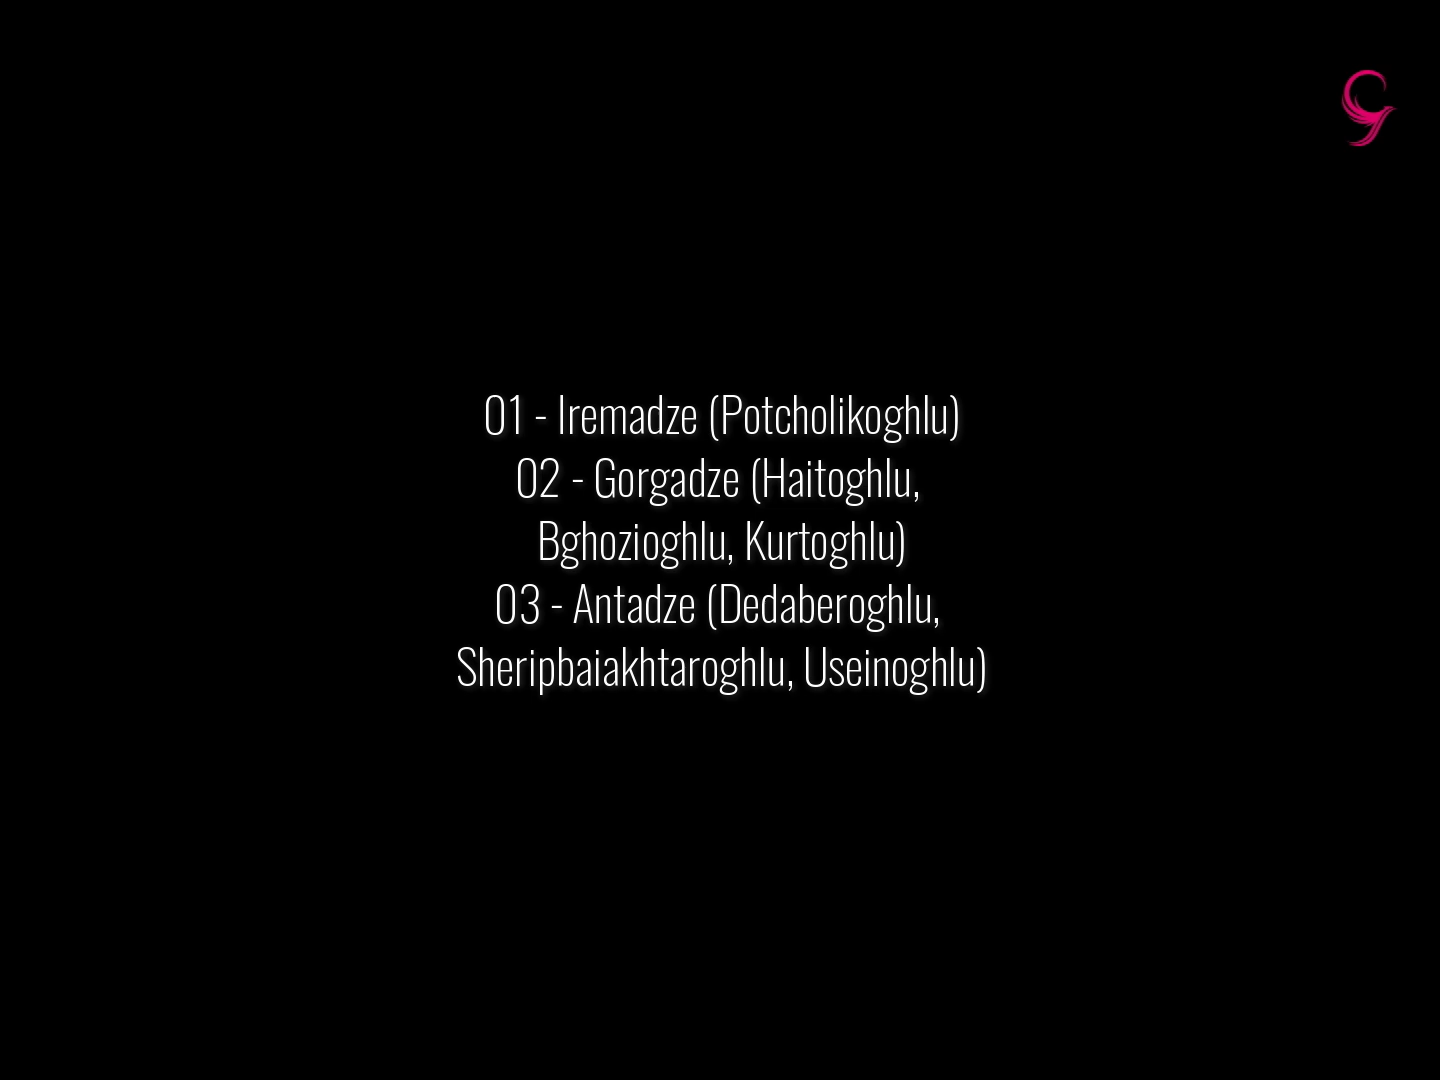 01 - Iremadze (Potcholikoghlu)
02 - Gorgadze (Haitoghlu,
Bghozioghlu, Kurtoghlu)
03 - Antadze (Dedaberoghlu,
Sheripbaiakhtaroghlu, Useinoghlu)